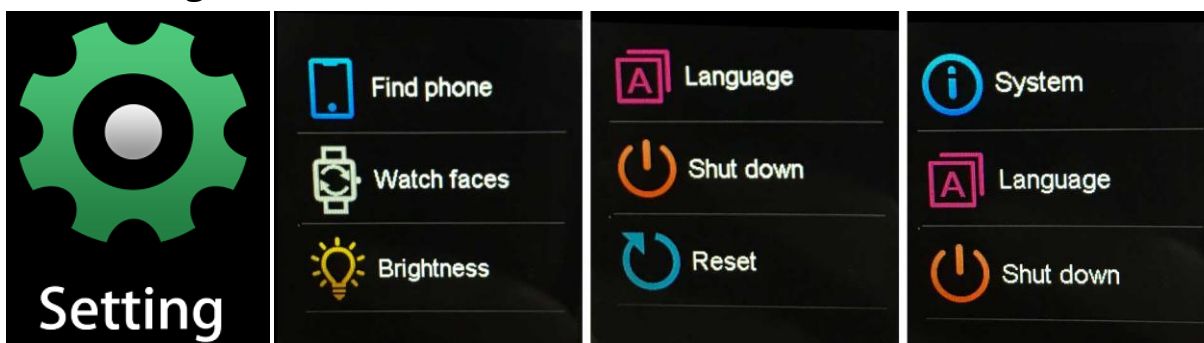 Setting
Find phone
Watch faces
Brightness
A Language
Shut down
Reset
i System
A Language
Shut down